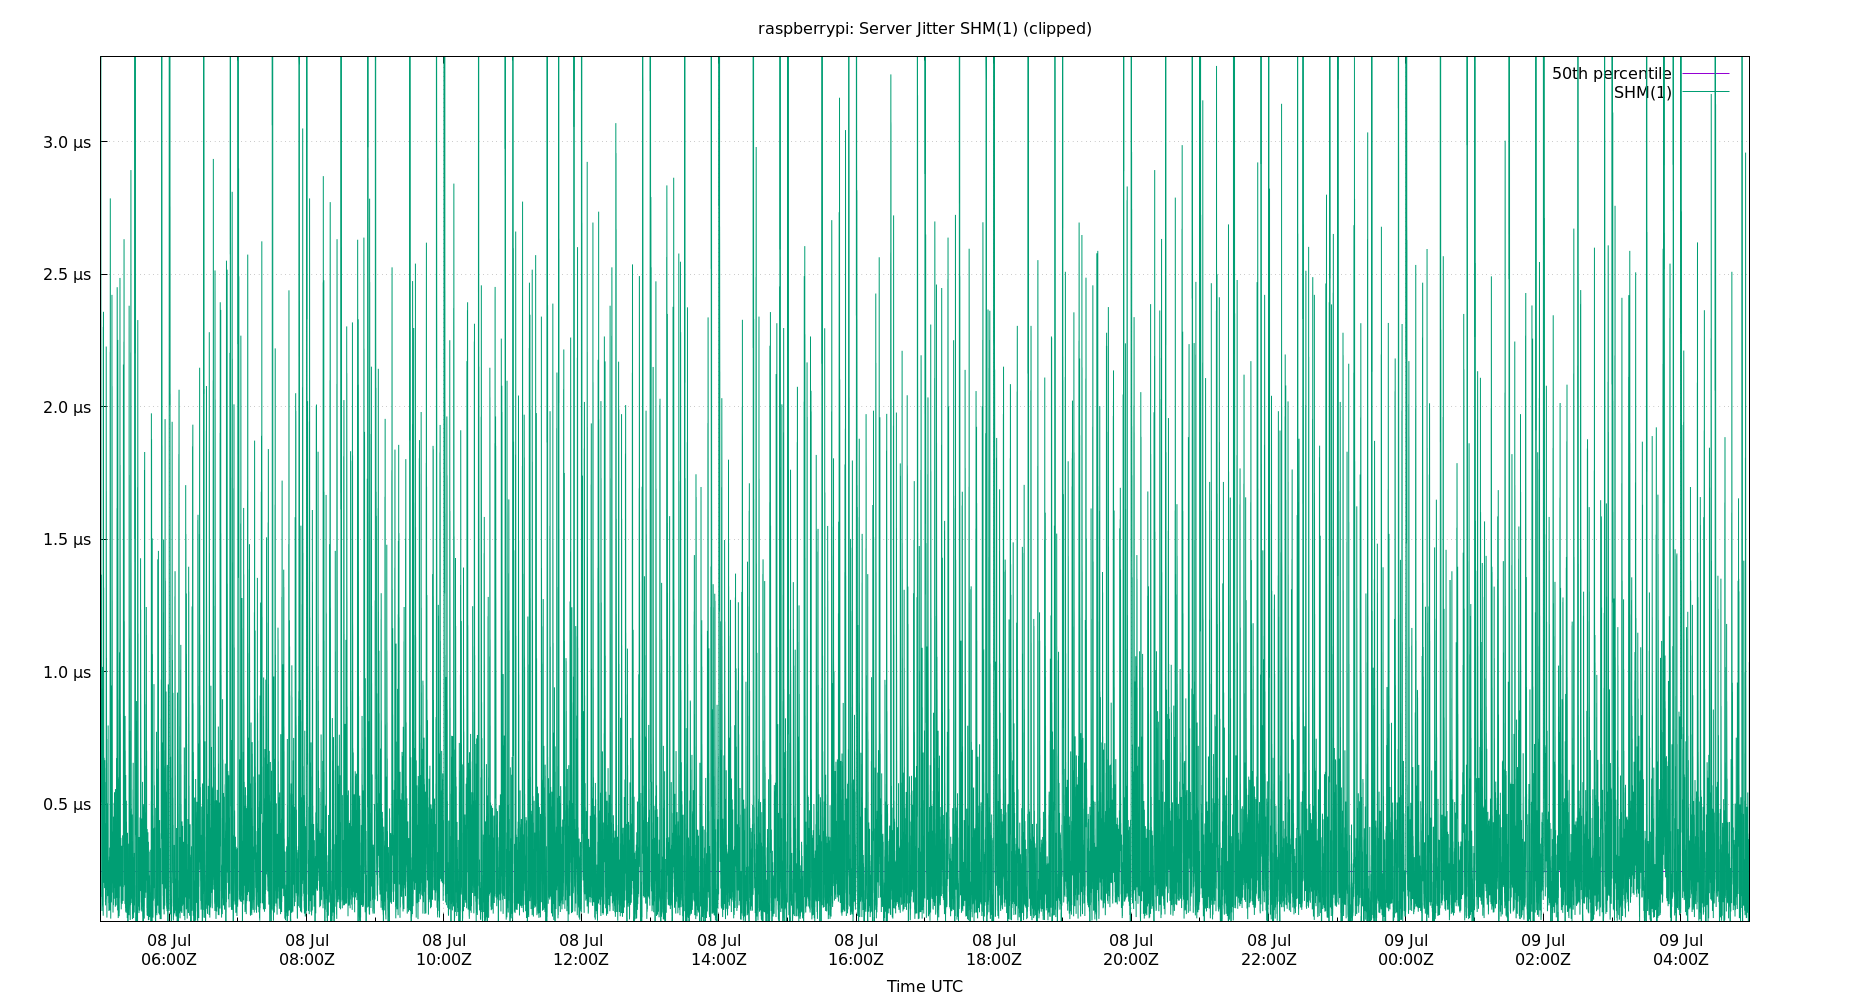 raspberrypi: Server Jitter SHM(1) (clipped)
50th percentile
SHM(1)
3.0 μs
2.5 μs
2.0 μs
1.5 μs
1.0 μs
0.5 μs
08 Jul 08 Jul 08 Jul 08 Jul 08 Jul 08 Jul 08 Jul 08 Jul 08 Jul 09 Jul 09 Jul 09 Jul
06:00Z 08:00Z 10:00Z 12:00Z 14:00Z 16:00Z 18:00Z 20:00Z 22:00Z 00:00Z 02:00Z 04:00Z
Time UTC